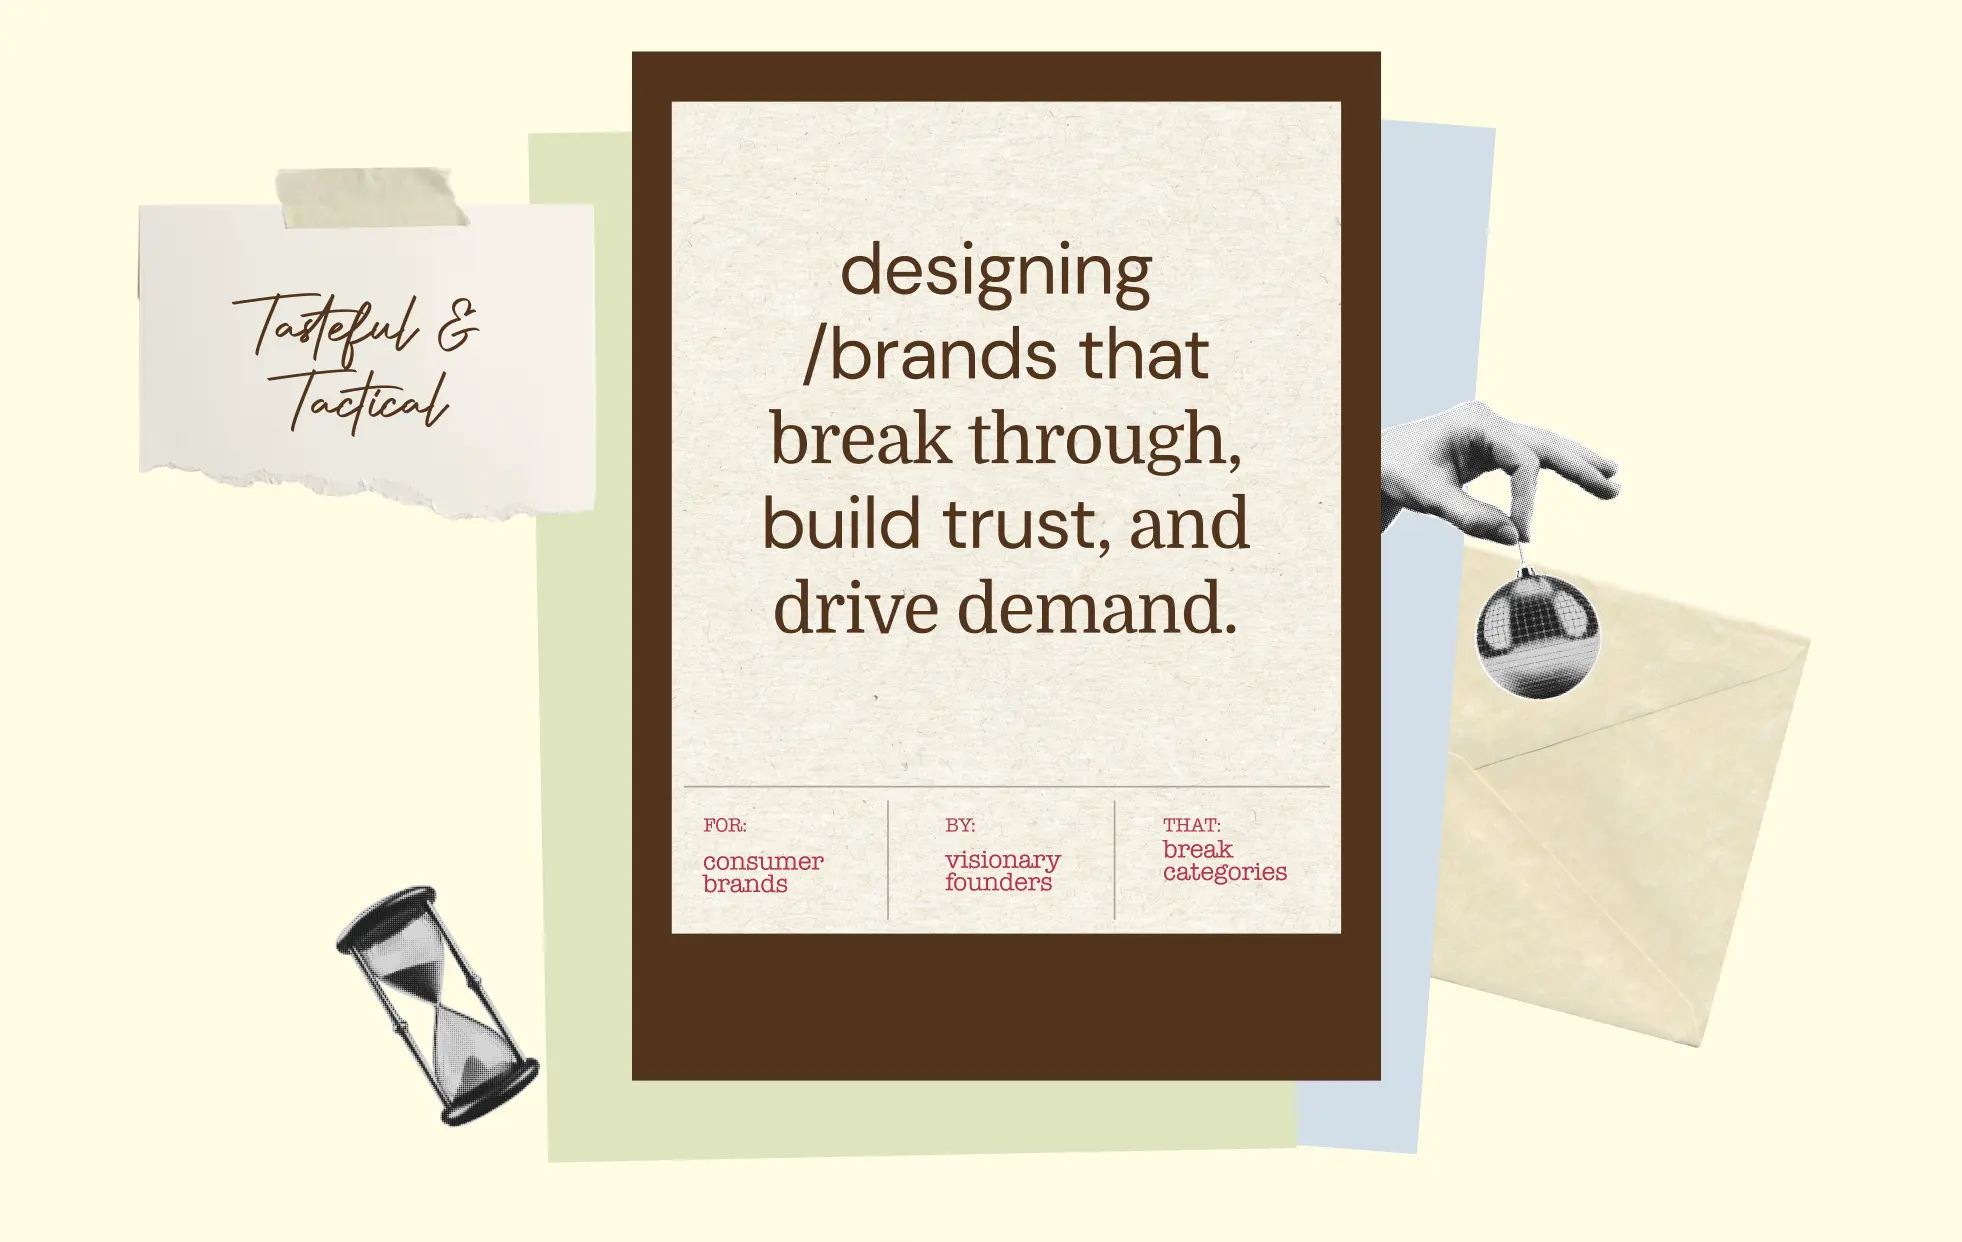 Tasteful &
Tactical
designing
/brands that
break through,
build trust, and
drive demand.
FOR:
consumer
brands
BY:
visionary
founders
THAT:
break
categories